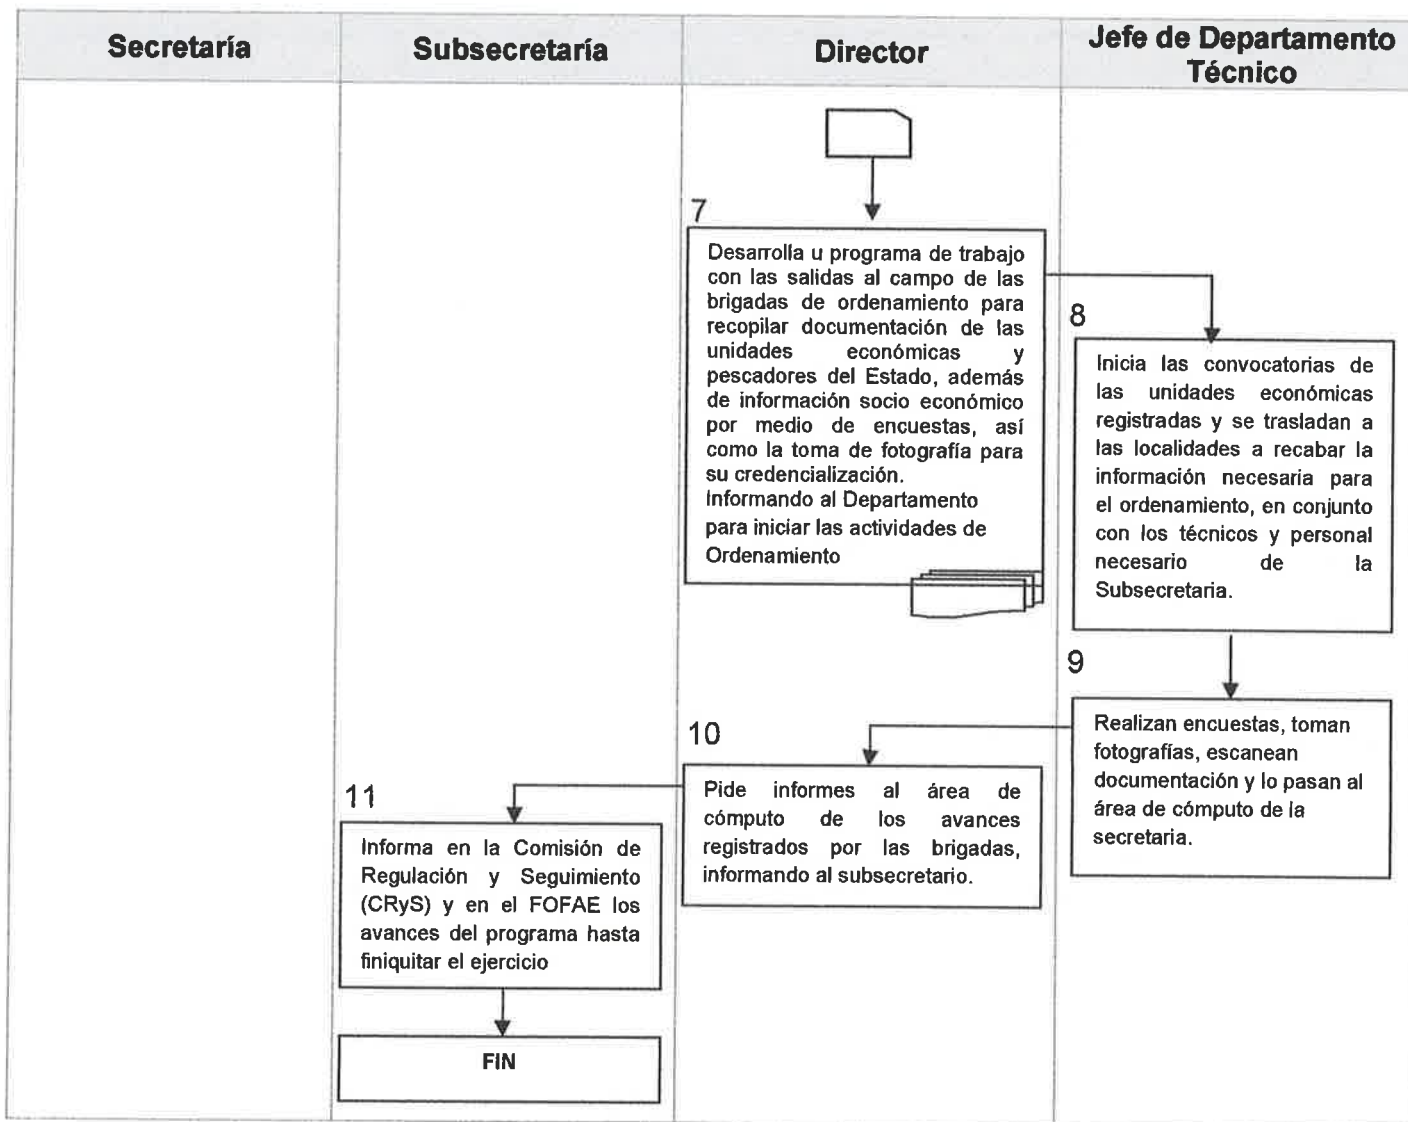 Secretaría
Subsecretaría
Director
Jefe de Departamento
Técnico
7
Desarrolla u programa de trabajo
con las salidas al campo de las
brigadas de ordenamiento para
recopilar documentación de las
unidades económicas y
pescadores del Estado, además
de información socio económico
por medio de encuestas, así
como la toma de fotografía para
su credencialización.
Informando al Departamento
para iniciar las actividades de
Ordenamiento
8
Inicia las convocatorias de
las unidades económicas
registradas y se trasladan a
las localidades a recabar la
información necesaria para
el ordenamiento, en conjunto
con los técnicos y personal
necesario de la
Subsecretaria.
9
Realizan encuestas, toman
fotografías, escanean
documentación y lo pasan al
área de cómputo de la
secretaria.
10
Pide informes al área de
cómputo de los avances
registrados por las brigadas,
informando al subsecretario.
11
Informa en la Comisión de
Regulación y Seguimiento
(CRyS) y en el FOFAE los
avances del programa hasta
finiquitar el ejercicio
FIN